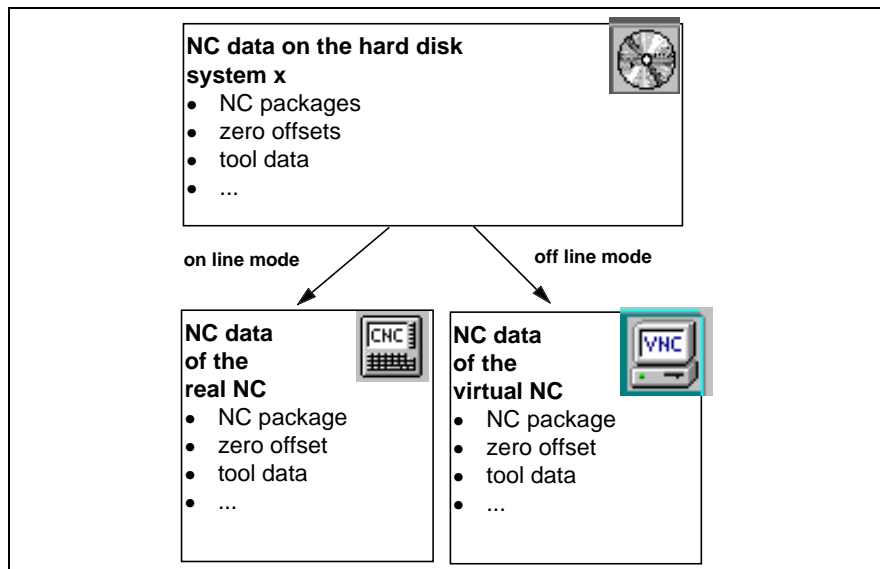 NC data on the hard disk
system x
• NC packages
• zero offsets
• tool data
• ...
on line mode
off line mode
NC data
of the
real NC
• NC package
• zero offset
• tool data
• ...
CNC
NC data
of the
virtual NC
• NC package
• zero offset
• tool data
• ...
VNC